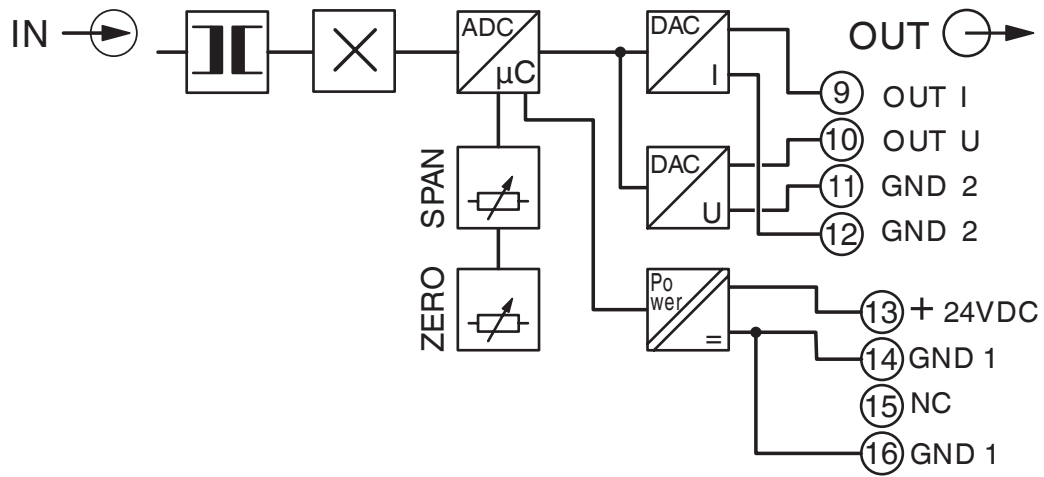 IN
ADC
µC
DAC
I
OUT
9 OUT I
10 OUT U
DAC
U
11 GND 2
12 GND 2
SPAN
ZERO
Po
wer
=
13 + 24VDC
14 GND 1
15 NC
16 GND 1